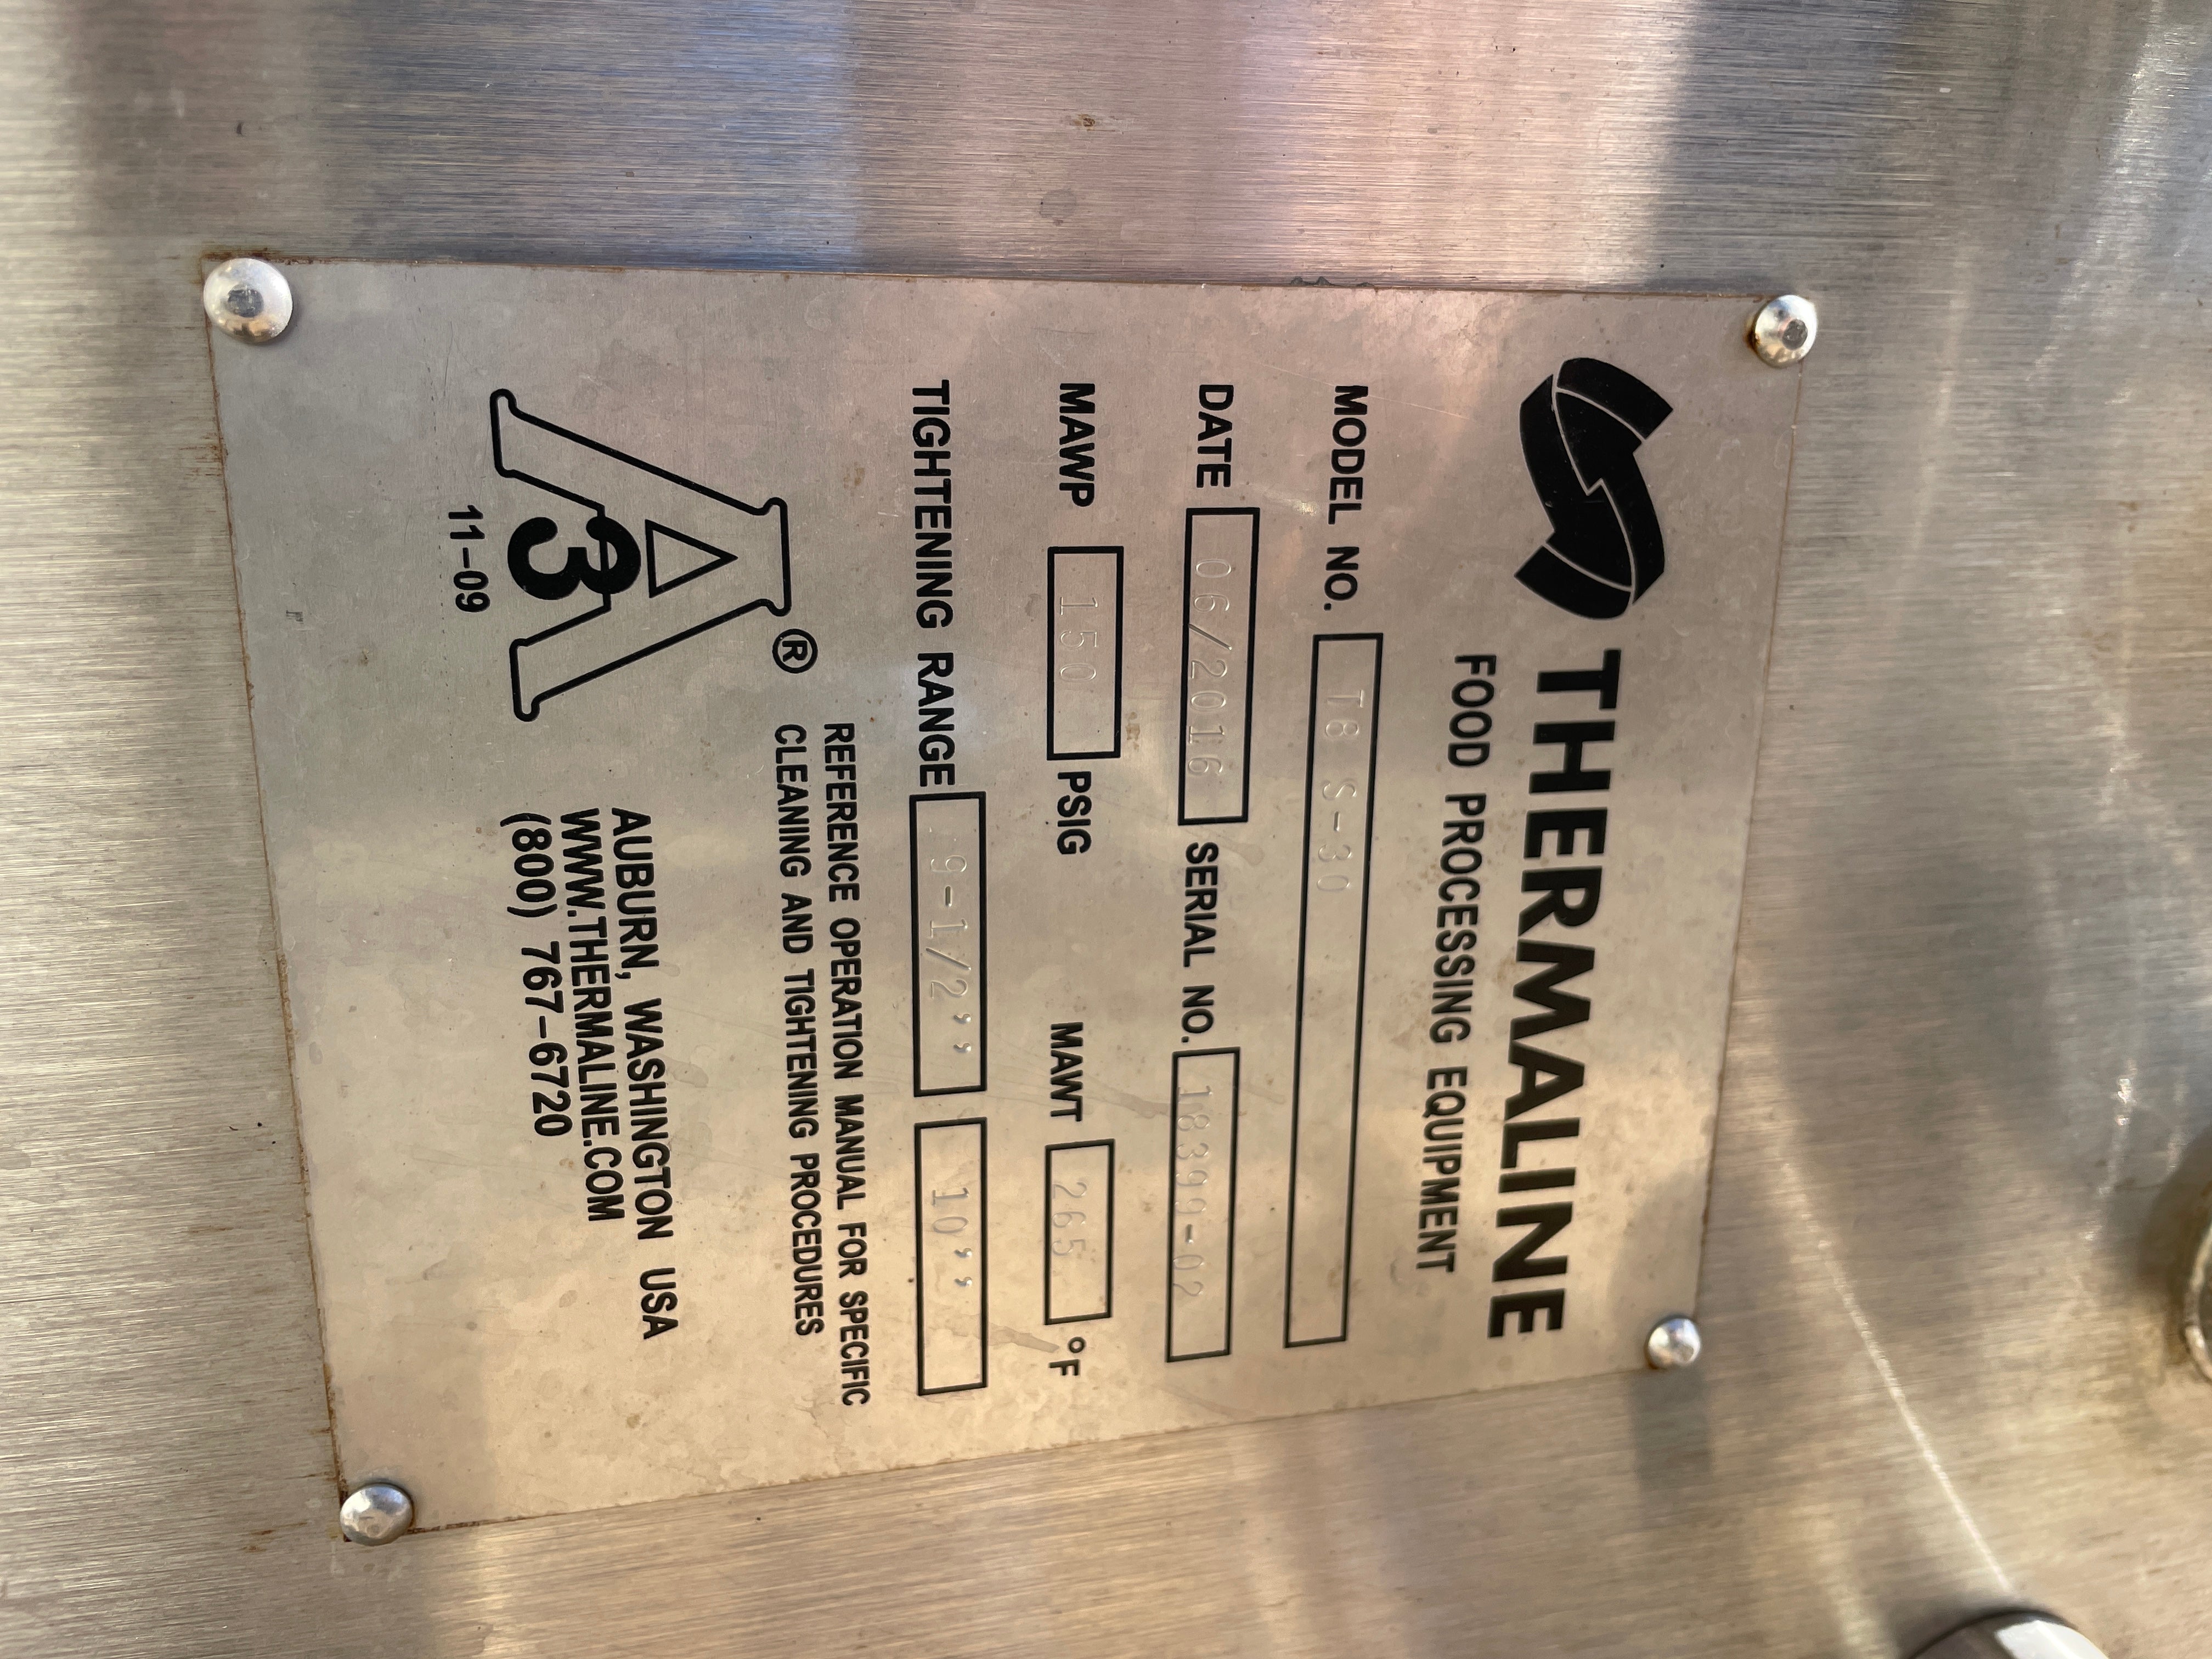 THERMALINE
FOOD PROCESSING EQUIPMENT
MODEL NO. T8 S-30
DATE 06/2016 SERIAL NO. 18399-02
MAWP 150 PSIG MAWT 265 °F
TIGHTENING RANGE 9-1/2’’ 10’’
REFERENCE OPERATION MANUAL FOR SPECIFIC
CLEANING AND TIGHTENING PROCEDURES
A3®
11-09
AUBURN, WASHINGTON USA
WWW.THERMALINE.COM
(800) 767-6720